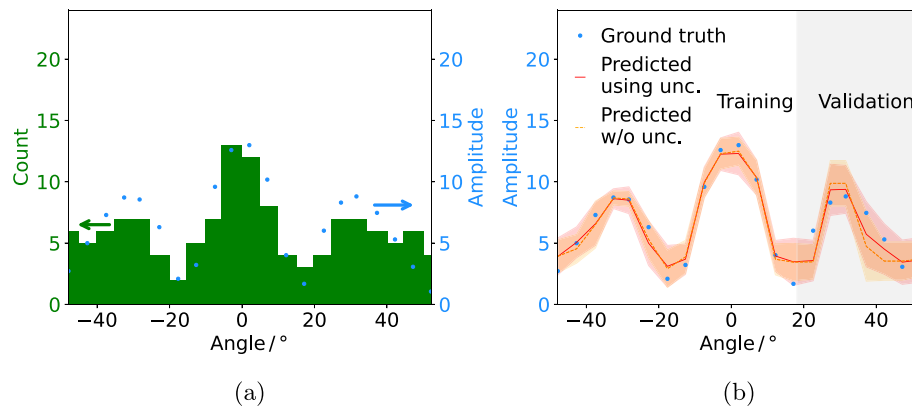 20
15
10
5
0
Count
−40 −20 0 20 40
Angle / °
20
15
10
5
0
Amplitude
(a)
20
15
10
5
0
Amplitude
Ground truth
Predicted
using unc.
Predicted
w/o unc.
Training
Validation
−40 −20 0 20 40
Angle / °
(b)